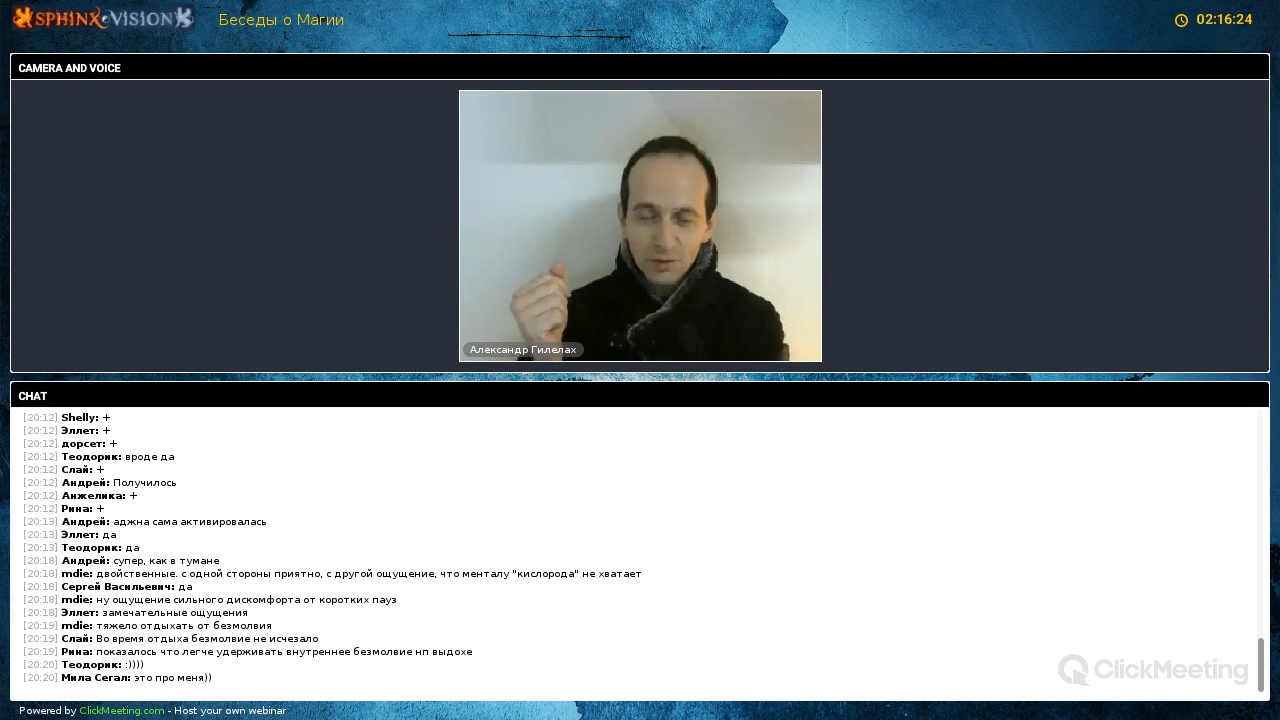 SPHINX VISION
Беседы о Магии
02:16:24
CAMERA AND VOICE
Александр Гилелах
CHAT
[20:12] Shelly: +
[20:12] Эллет: +
[20:12] дорсет: +
[20:12] Теодорик: вроде да
[20:12] Слай: +
[20:12] Андрей: Получилось
[20:12] Анжелика: +
[20:12] Рина: +
[20:13] Андрей: аджна сама активировалась
[20:13] Эллет: да
[20:13] Теодорик: да
[20:18] Андрей: супер, как в тумане
[20:18] rndie: двойственные. с одной стороны приятно, с другой ощущение, что менталу "кислорода" не хватает
[20:18] Сергей Васильевич: да
[20:18] rndie: ну ощущение сильного дискомфорта от коротких пауз
[20:18] Эллет: замечательные ощущения
[20:19] rndie: тяжело отдыхать от безмолвия
[20:19] Слай: Во время отдыха безмолвие не исчезало
[20:19] Рина: показалось что легче удерживать внутреннее безмолвие нп выдохе
[20:20] Теодорик: :))))
[20:20] Мила Сегал: это про меня))
ClickMeeting
Powered by ClickMeeting.com - Host your own webinar